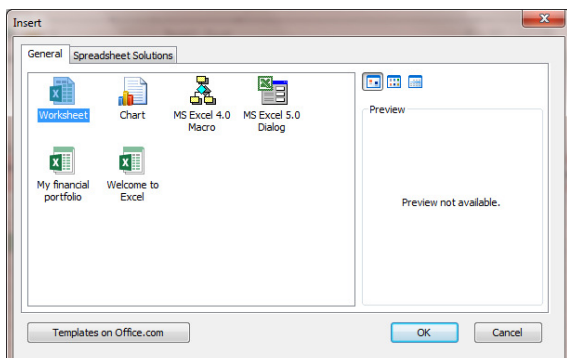 Insert
General Spreadsheet Solutions
Worksheet
Chart
MS Excel 4.0
Macro
MS Excel 5.0
Dialog
My financial
portfolio
Welcome to
Excel
Preview
Preview not available.
Templates on Office.com
OK
Cancel